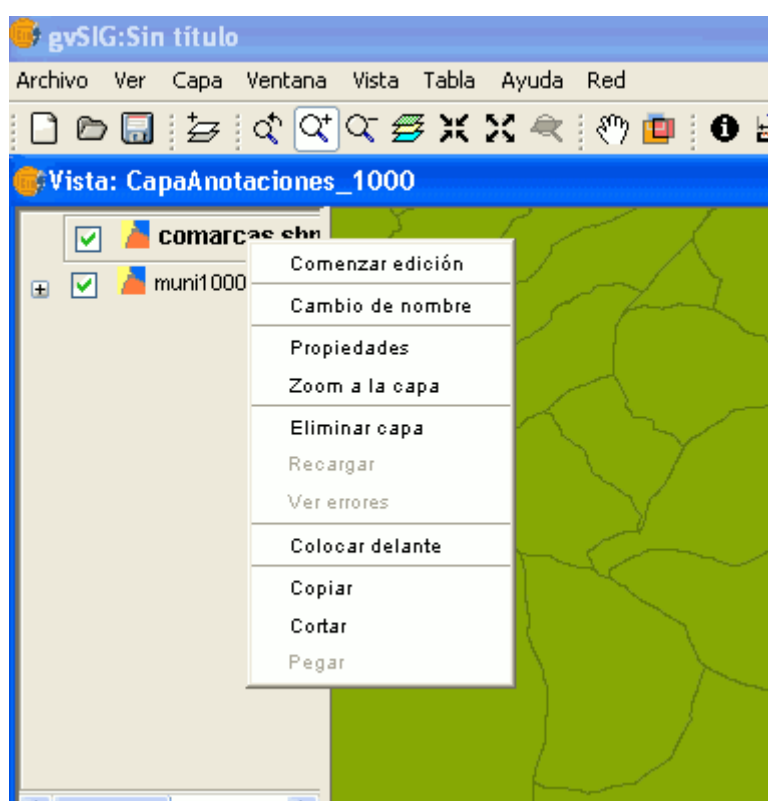 gvSIG:Sin título
Archivo Ver Capa Ventana Vista Tabla Ayuda Red
Vista: CapaAnotaciones_1000
comarcas
muni1000
Comenzar edición
Cambio de nombre
Propiedades
Zoom a la capa
Eliminar capa
Recargar
Ver errores
Colocar delante
Copiar
Cortar
Pegar